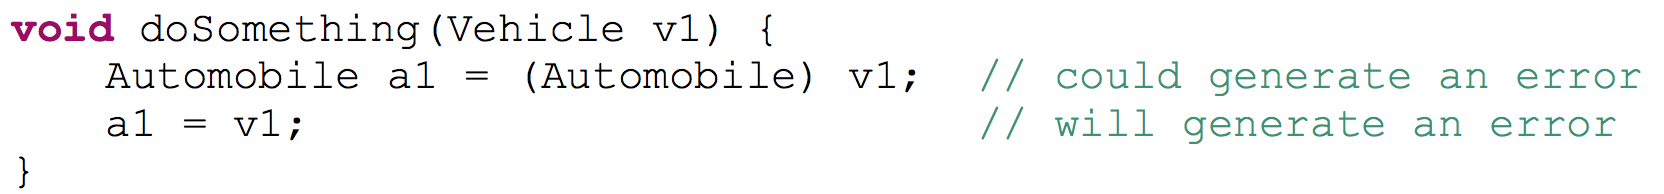 void doSomething(Vehicle v1) {
    Automobile a1 = (Automobile) v1;   // could generate an error
    a1 = v1;                           // will generate an error
}